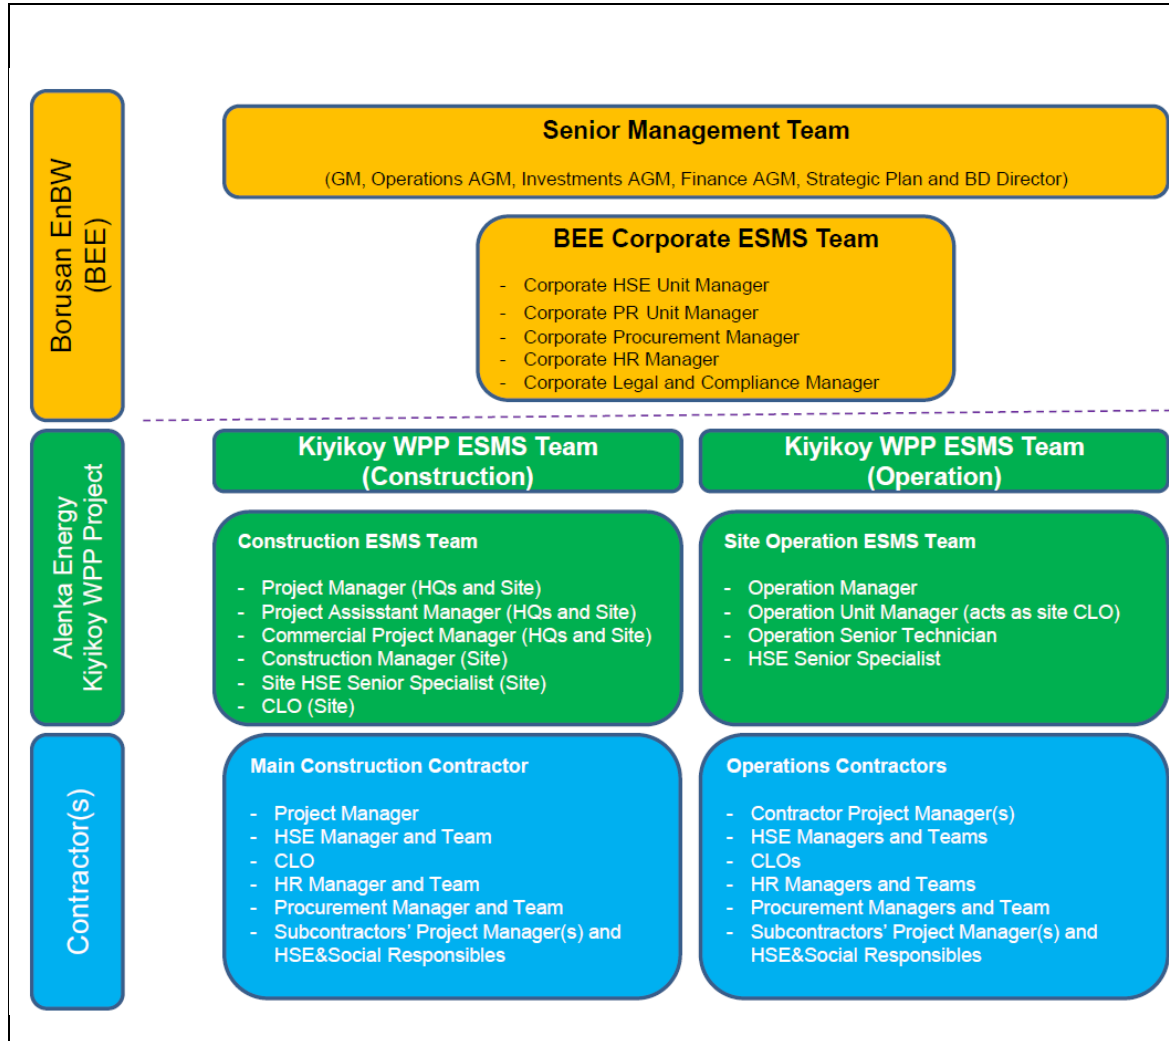 Borusan EnBW
(BEE)
Senior Management Team
(GM, Operations AGM, Investments AGM, Finance AGM, Strategic Plan and BD Director)
BEE Corporate ESMS Team
- Corporate HSE Unit Manager
- Corporate PR Unit Manager
- Corporate Procurement Manager
- Corporate HR Manager
- Corporate Legal and Compliance Manager
Alenka Energy
Kiyikoy WPP Project
Kiyikoy WPP ESMS Team
(Construction)
Kiyikoy WPP ESMS Team
(Operation)
Construction ESMS Team
- Project Manager (HQs and Site)
- Project Assisstant Manager (HQs and Site)
- Commercial Project Manager (HQs and Site)
- Construction Manager (Site)
- Site HSE Senior Specialist (Site)
- CLO (Site)
Site Operation ESMS Team
- Operation Manager
- Operation Unit Manager (acts as site CLO)
- Operation Senior Technician
- HSE Senior Specialist
Contractor(s)
Main Construction Contractor
- Project Manager
- HSE Manager and Team
- CLO
- HR Manager and Team
- Procurement Manager and Team
- Subcontractors' Project Manager(s) and
HSE&Social Responsibles
Operations Contractors
- Contractor Project Manager(s)
- HSE Managers and Teams
- CLOs
- HR Managers and Teams
- Procurement Managers and Team
- Subcontractors' Project Manager(s) and
HSE&Social Responsibles